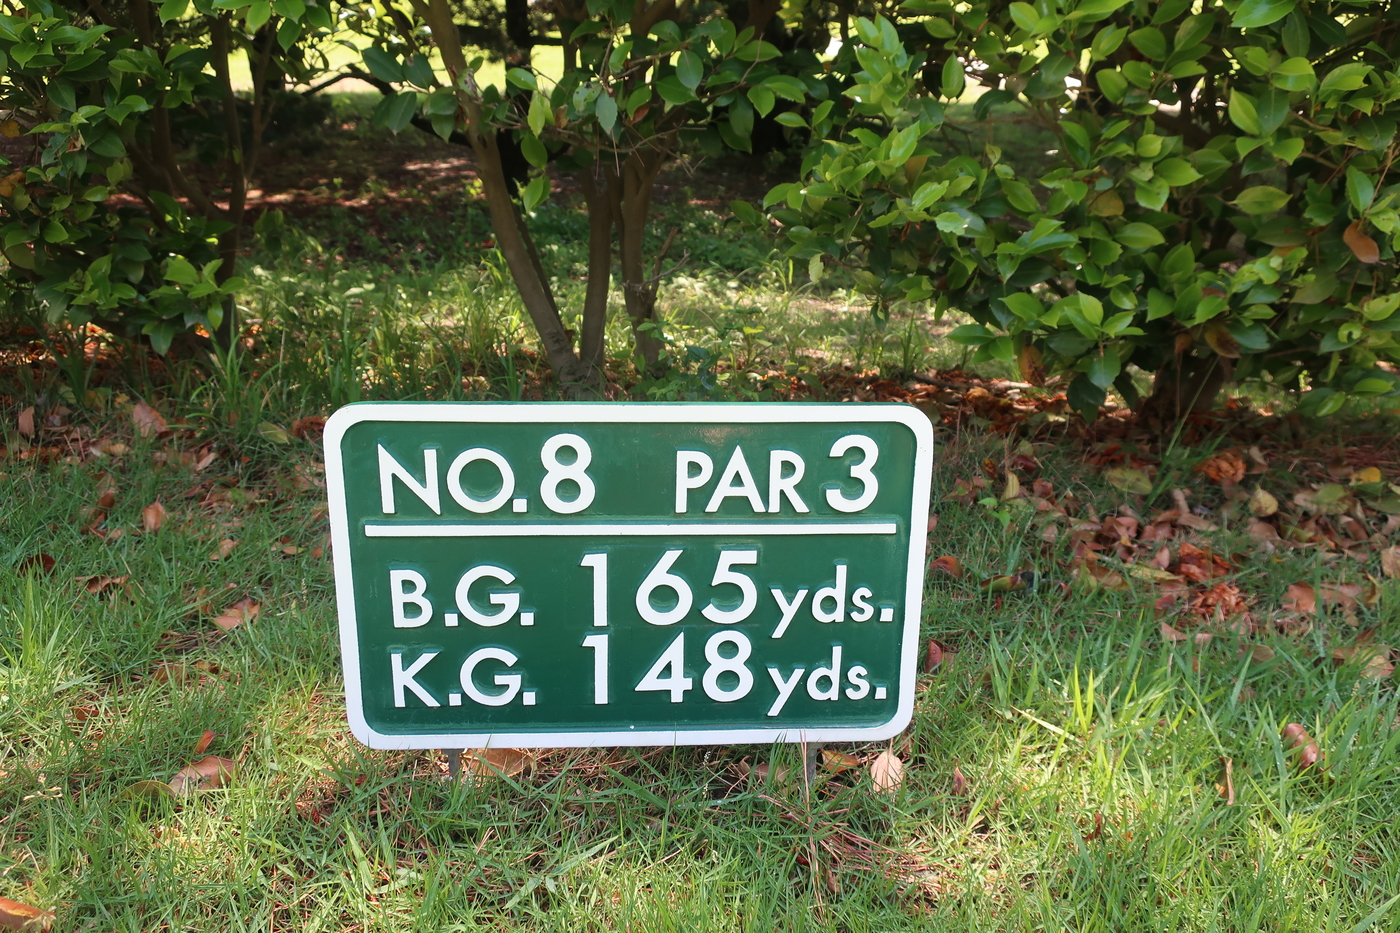 NO.8 PAR 3
B.G. 165 yds.
K.G. 148 yds.